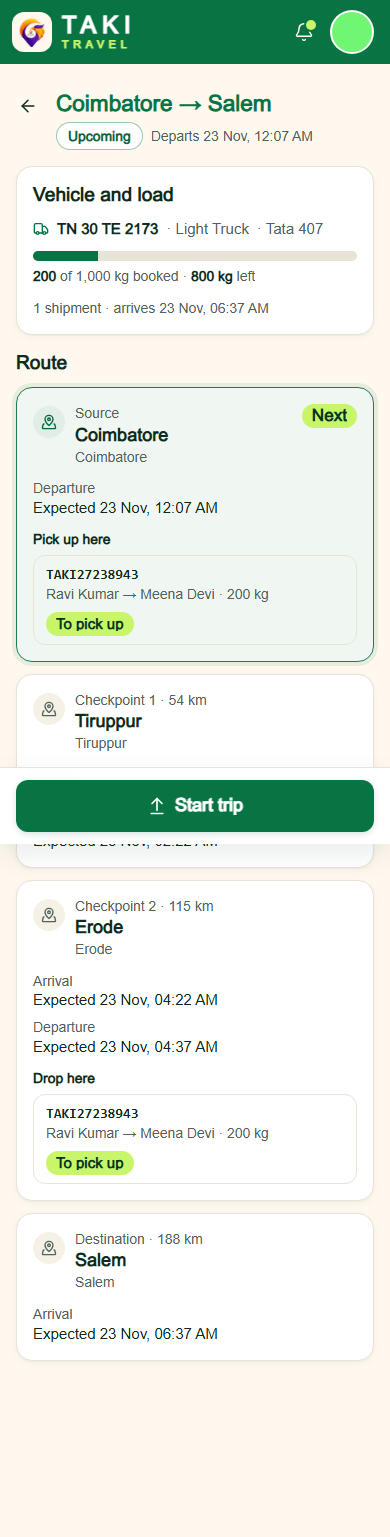 TAKI
TRAVEL
Coimbatore → Salem
Upcoming Departs 23 Nov, 12:07 AM
Vehicle and load
TN 30 TE 2173 · Light Truck · Tata 407
200 of 1,000 kg booked · 800 kg left
1 shipment · arrives 23 Nov, 06:37 AM
Route
Source
Next
Coimbatore
Coimbatore
Departure
Expected 23 Nov, 12:07 AM
Pick up here
TAKI27238943
Ravi Kumar → Meena Devi · 200 kg
To pick up
Checkpoint 1 · 54 km
Tiruppur
Tiruppur
Start trip
Checkpoint 2 · 115 km
Erode
Erode
Arrival
Expected 23 Nov, 04:22 AM
Departure
Expected 23 Nov, 04:37 AM
Drop here
TAKI27238943
Ravi Kumar → Meena Devi · 200 kg
To pick up
Destination · 188 km
Salem
Salem
Arrival
Expected 23 Nov, 06:37 AM